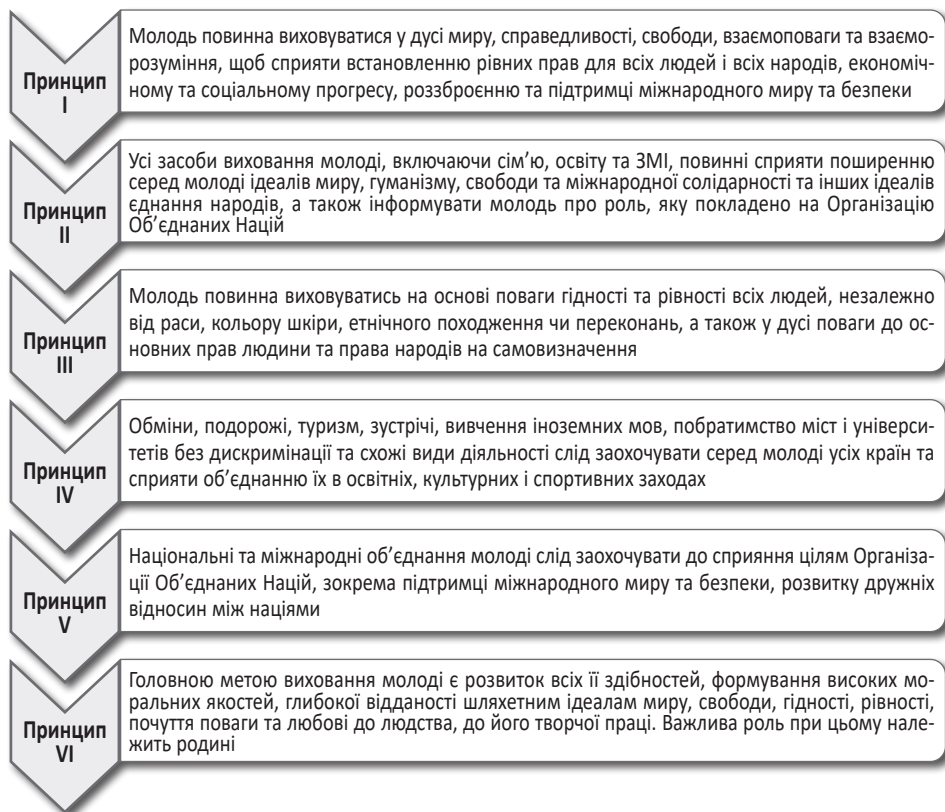 Принцип
I
Молодь повинна виховуватися у дусі миру, справедливості, свободи, взаємоповаги та взаємо-
розуміння, щоб сприяти встановленню рівних прав для всіх людей і всіх народів, економіч-
ному та соціальному прогресу, роззброєнню та підтримці міжнародного миру та безпеки
Принцип
II
Усі засоби виховання молоді, включаючи сім’ю, освіту та ЗМІ, повинні сприяти поширенню
серед молоді ідеалів миру, гуманізму, свободи та міжнародної солідарності та інших ідеалів
єднання народів, а також інформувати молодь про роль, яку покладено на Організацію
Об’єднаних Націй
Принцип
III
Молодь повинна виховуватись на основі поваги гідності та рівності всіх людей, незалежно
від раси, кольору шкіри, етнічного походження чи переконань, а також у дусі поваги до ос-
новних прав людини та права народів на самовизначення
Принцип
IV
Обміни, подорожі, туризм, зустрічі, вивчення іноземних мов, побратимство міст і універси-
тетів без дискримінації та схожі види діяльності слід заохочувати серед молоді усіх країн та
сприяти об’єднанню їх в освітніх, культурних і спортивних заходах
Принцип
V
Національні та міжнародні об’єднання молоді слід заохочувати до сприяння цілям Організа-
ції Об’єднаних Націй, зокрема підтримці міжнародного миру та безпеки, розвитку дружніх
відносин між націями
Принцип
VI
Головною метою виховання молоді є розвиток всіх її здібностей, формування високих мо-
ральних якостей, глибокої відданості шляхетним ідеалам миру, свободи, гідності, рівності,
почуття поваги та любові до людства, до його творчої праці. Важлива роль при цьому нале-
жить родині